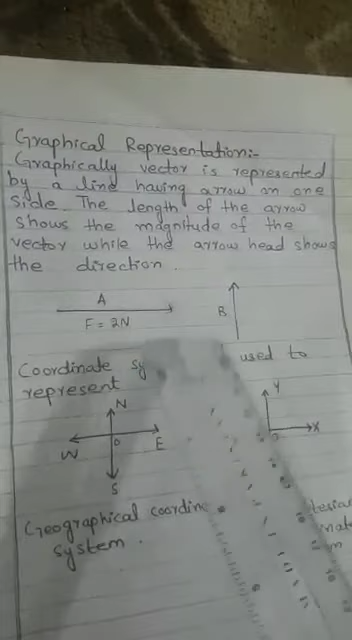 Graphical Representation:-
Graphically vector is represented
by a line having arrow on one
side. The length of the arrow
shows the magnitude of the
vector while the arrow head shows
the direction.
A
F = 2N
B
Coordinate sy used to
represent
N
W O E
S
Y
O X
Geographical coordin
system.